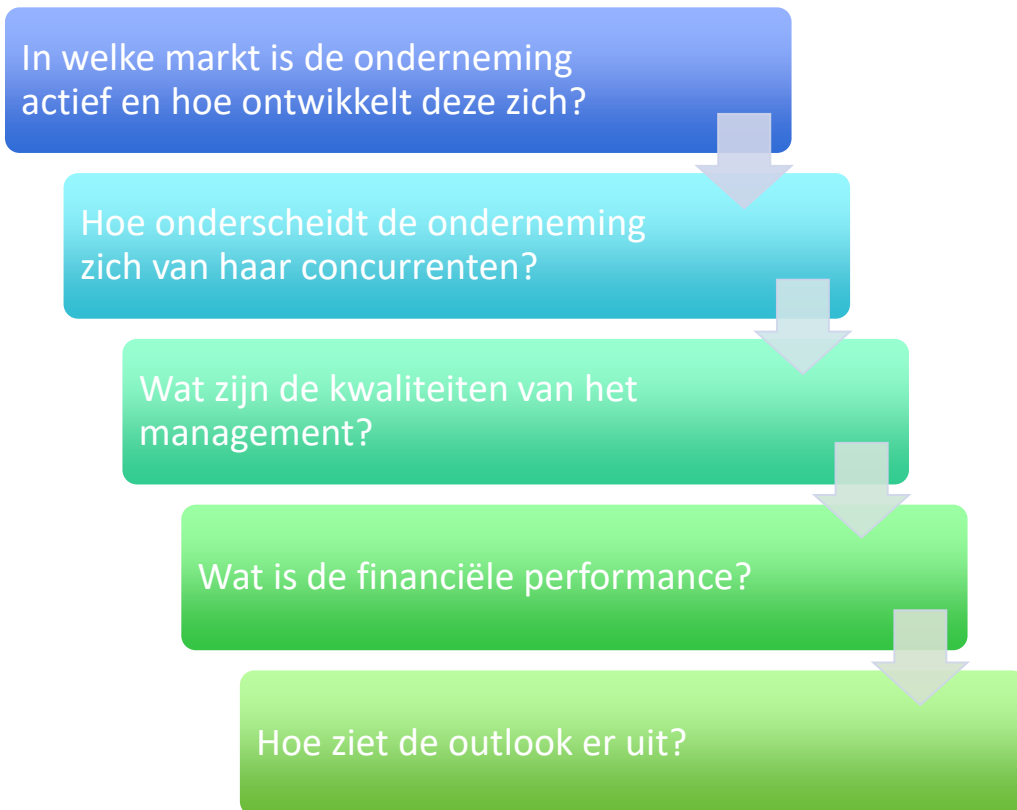 In welke markt is de onderneming
actief en hoe ontwikkelt deze zich?
Hoe onderscheidt de onderneming
zich van haar concurrenten?
Wat zijn de kwaliteiten van het
management?
Wat is de financiële performance?
Hoe ziet de outlook er uit?